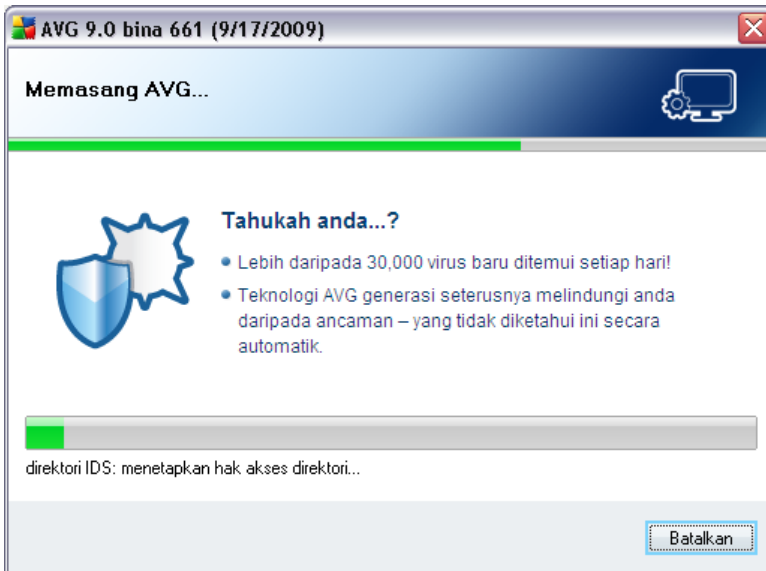 AVG 9.0 bina 661 (9/17/2009)
Memasang AVG...
Tahukah anda...?
Lebih daripada 30,000 virus baru ditemui setiap hari!
Teknologi AVG generasi seterusnya melindungi anda
daripada ancaman – yang tidak diketahui ini secara
automatik.
direktori IDS: menetapkan hak akses direktori...
Batalkan